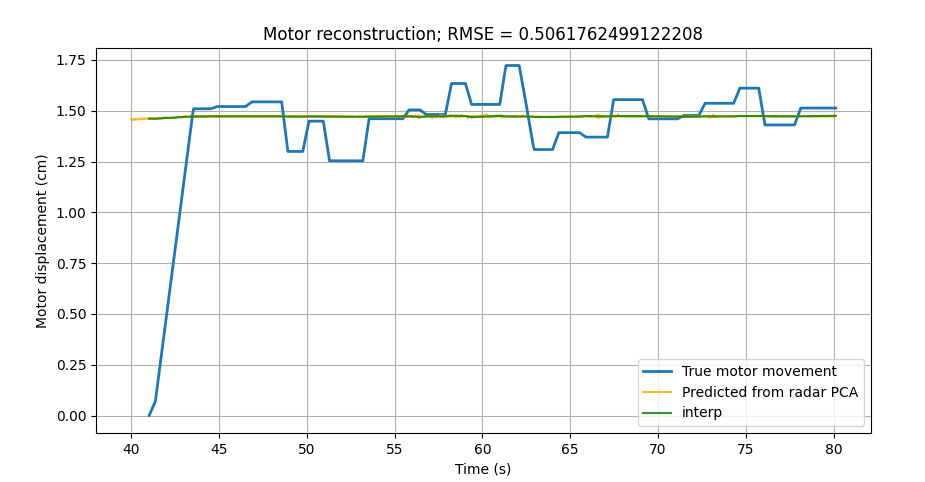 Motor reconstruction; RMSE = 0.5061762499122208
Motor displacement (cm)
1.75
1.50
1.25
1.00
0.75
0.50
0.25
0.00
40 45 50 55 60 65 70 75 80
Time (s)
True motor movement
Predicted from radar PCA
interp